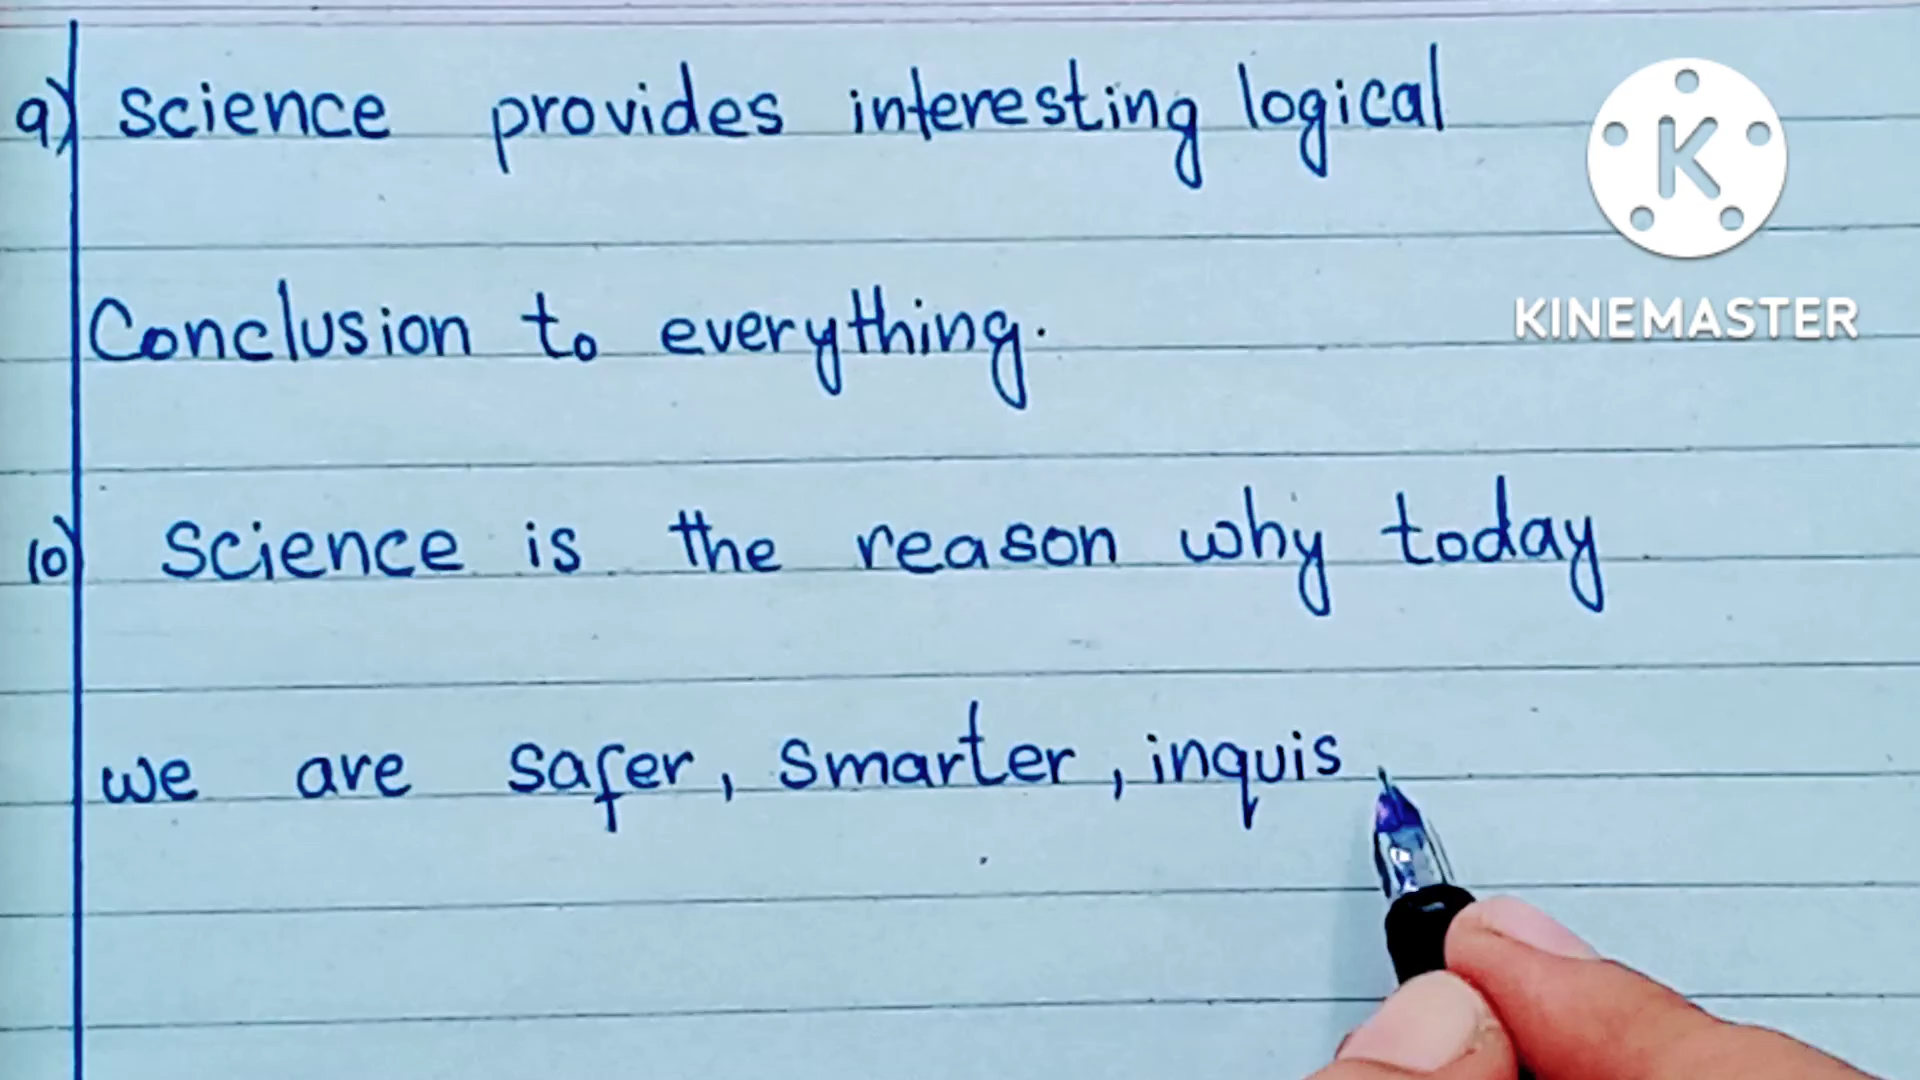 9) Science provides interesting logical
Conclusion to everything.
10) Science is the reason why today
we are safer, smarter, inquis
KINEMASTER